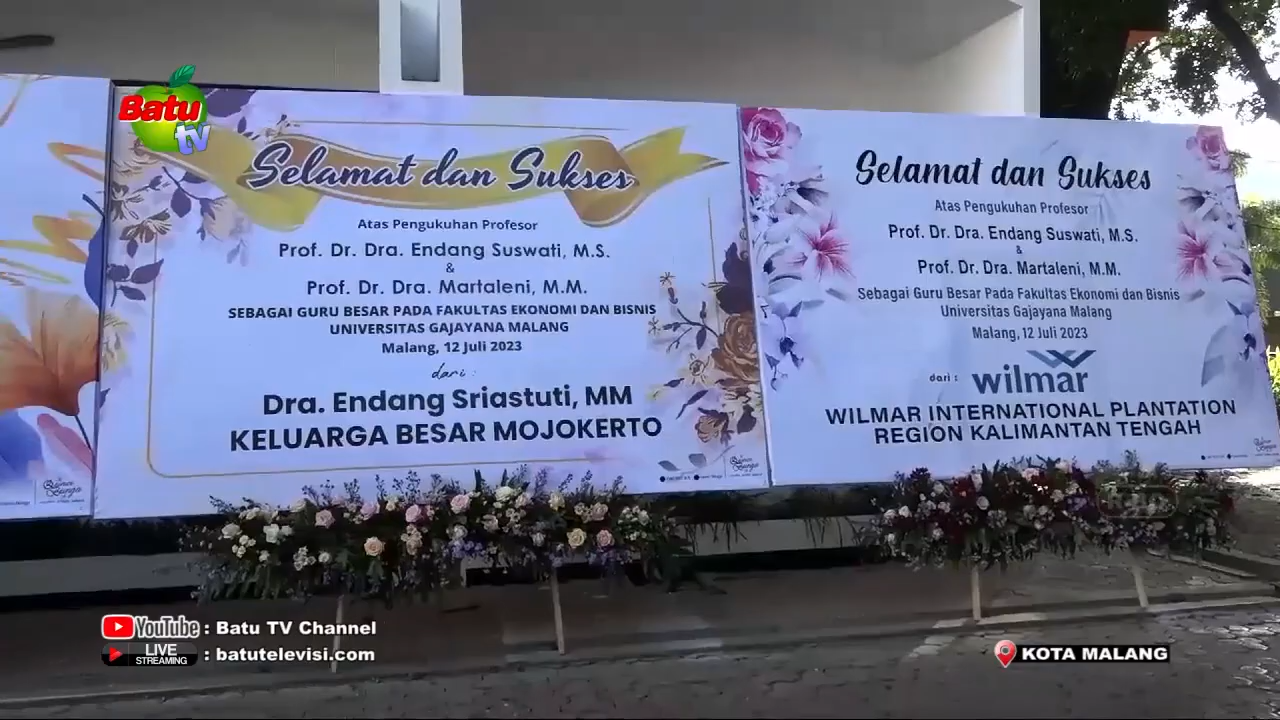 Batu
tv
Selamat dan Sukses
Atas Pengukuhan Profesor
Prof. Dr. Dra. Endang Suswati, M.S.
&
Prof. Dr. Dra. Martaleni, M.M.
SEBAGAI GURU BESAR PADA FAKULTAS EKONOMI DAN BISNIS
UNIVERSITAS GAJAYANA MALANG
Malang, 12 Juli 2023
dari :
Dra. Endang Sriastuti, MM
KELUARGA BESAR MOJOKERTO
Selamat dan Sukses
Atas Pengukuhan Profesor
Prof. Dr. Dra. Endang Suswati, M.S.
&
Prof. Dr. Dra. Martaleni, M.M.
Sebagai Guru Besar Pada Fakultas Ekonomi dan Bisnis
Universitas Gajayana Malang
Malang, 12 Juli 2023
dari : wilmar
WILMAR INTERNATIONAL PLANTATION
REGION KALIMANTAN TENGAH
YouTube : Batu TV Channel
LIVE STREAMING : batutelevisi.com
KOTA MALANG